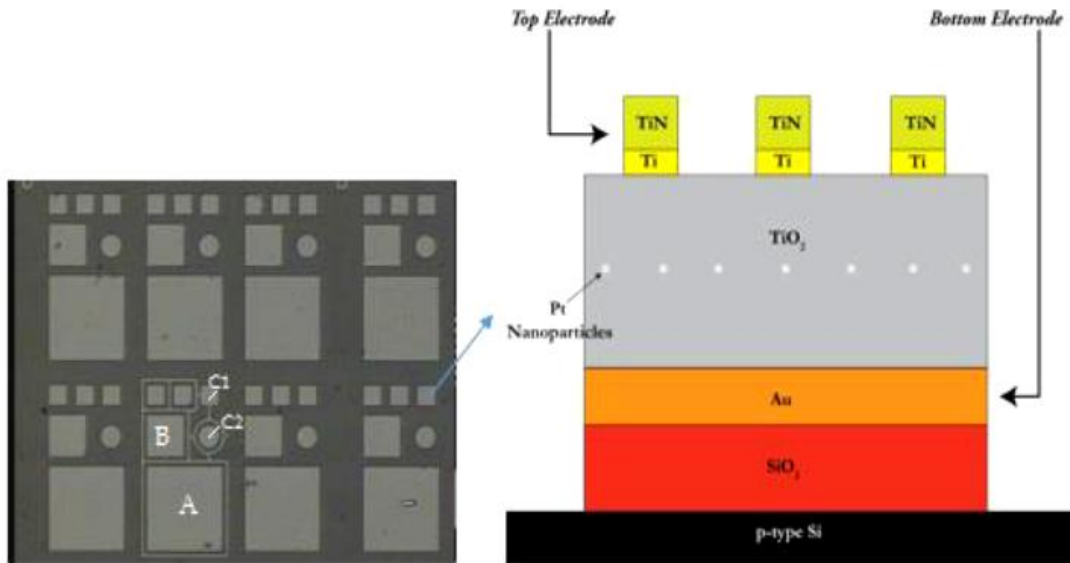 Top Electrode
Bottom Electrode
TiN TiN TiN
Ti Ti Ti
TiO₂
Pt
Nanoparticles
C1
C2
B
A
Au
SiO₂
p-type Si